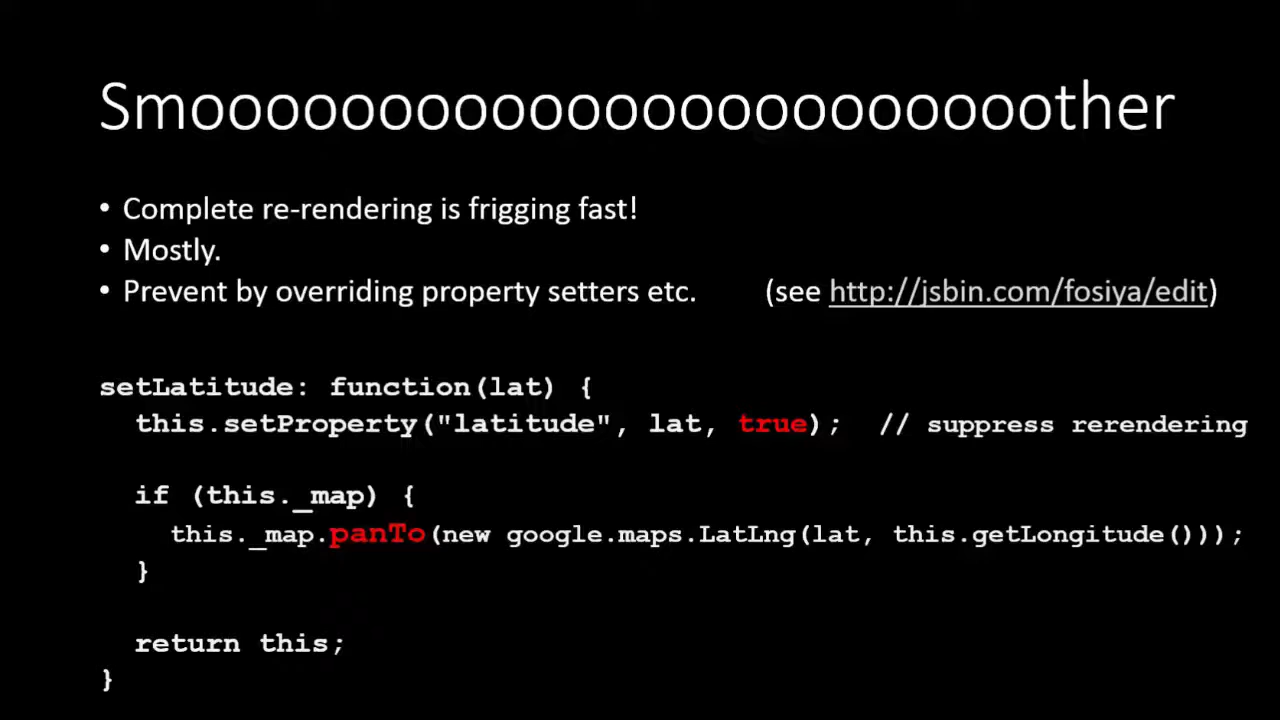 Smooooooooooooooooooooooother
• Complete re-rendering is frigging fast!
• Mostly.
• Prevent by overriding property setters etc. (see http://jsbin.com/fosiya/edit)
setLatitude: function(lat) {
this.setProperty("latitude", lat, true); // suppress rerendering
if (this._map) {
this._map.panTo(new google.maps.LatLng(lat, this.getLongitude()));
}
return this;
}